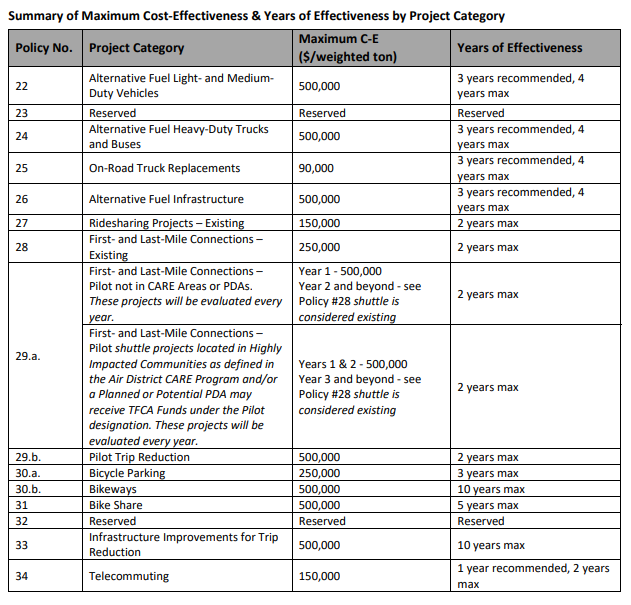 Summary of Maximum Cost-Effectiveness & Years of Effectiveness by Project Category
Policy No. Project Category Maximum C-E ($/weighted ton) Years of Effectiveness
22 Alternative Fuel Light- and Medium- 500,000 3 years recommended, 4
Duty Vehicles years max
23 Reserved Reserved Reserved
24 Alternative Fuel Heavy-Duty Trucks 500,000 3 years recommended, 4
and Buses years max
25 On-Road Truck Replacements 90,000 3 years recommended, 4
years max
26 Alternative Fuel Infrastructure 500,000 3 years recommended, 4
years max
27 Ridesharing Projects – Existing 150,000 2 years max
28 First- and Last-Mile Connections – 250,000 2 years max
Existing
29.a.
First- and Last-Mile Connections –
Pilot not in CARE Areas or PDAs.
These projects will be evaluated every
year.
Year 1 - 500,000
Year 2 and beyond - see
Policy #28 shuttle is
considered existing
2 years max
First- and Last-Mile Connections –
Pilot shuttle projects located in Highly
Impacted Communities as defined in
the Air District CARE Program and/or
a Planned or Potential PDA may
receive TFCA Funds under the Pilot
designation. These projects will be
evaluated every year.
Years 1 & 2 - 500,000
Year 3 and beyond - see
Policy #28 shuttle is
considered existing
2 years max
29.b. Pilot Trip Reduction 500,000 2 years max
30.a. Bicycle Parking 250,000 3 years max
30.b. Bikeways 500,000 10 years max
31 Bike Share 500,000 5 years max
32 Reserved Reserved Reserved
33 Infrastructure Improvements for Trip 500,000 10 years max
Reduction
34 Telecommuting 150,000 1 year recommended, 2 years
max